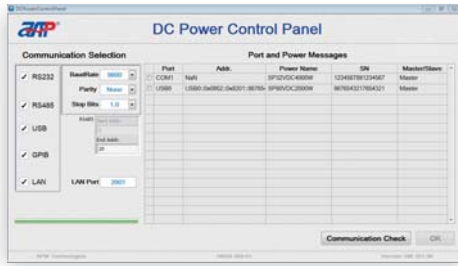 DCPowerControlPanel
DC Power Control Panel
Communication Selection
Port and Power Messages
RS232
RS485
USB
GPIB
LAN
BaudRate 9600
Parity None
Stop Bits 1.0
End Addr.
20
LAN Port 2001
Port Addr. Power Name SN Master/Slave
COM1 NaN SP32VDC4000W Master
USB0 SP80VDC2000W 9876543217654321 Master
Communication Check OK